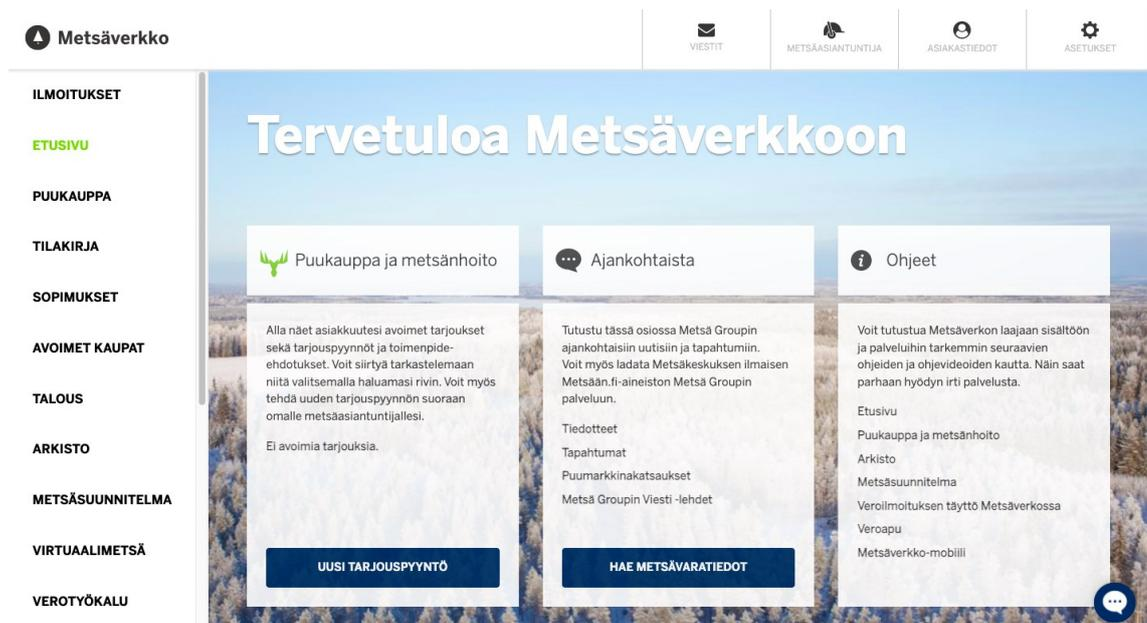 Metsäverkko
VIESTIT
METSÄASIANTUNTIJA
ASIAKASTIEDOT
ASETUKSET
ILMOITUKSET
ETUSIVU
PUUKAUPPA
TILAKIRJA
SOPIMUKSET
AVOIMET KAUPAT
TALOUS
ARKISTO
METSÄSUUNNITELMA
VIRTUAALIMETSÄ
VEROTYÖKALU
Tervetuloa Metsäverkkoon
Puukauppa ja metsänhoito
Alla näet asiakkuutesi avoimet tarjoukset
sekä tarjouspyynnöt ja toimenpide-
ehdotukset. Voit siirtyä tarkastelemaan
niitä valitsemalla haluamasi rivin. Voit myös
tehdä uuden tarjouspyynnön suoraan
omalle metsäasiantuntijallesi.
Ei avoimia tarjouksia.
UUSI TARJOUSPYYNTÖ
Ajankohtaista
Tutustu tässä osiossa Metsä Groupin
ajankohtaisiin uutisiin ja tapahtumiin.
Voit myös ladata Metsäkeskuksen ilmaisen
Metsään.fi-aineiston Metsä Groupin
palveluun.
Tiedotteet
Tapahtumat
Puumarkkinakatsaukset
Metsä Groupin Viesti -lehdet
HAE METSÄVARATIEDOT
Ohjeet
Voit tutustua Metsäverkon laajaan sisältöön
ja palveluihin tarkemmin seuraavien
ohjeiden ja ohjevideoiden kautta. Näin saat
parhaan hyödyn irti palvelusta.
Etusivu
Puukauppa ja metsänhoito
Arkisto
Metsäsuunnitelma
Veroilmoituksen täyttö Metsäverkossa
Veroapu
Metsäverkko-mobiili